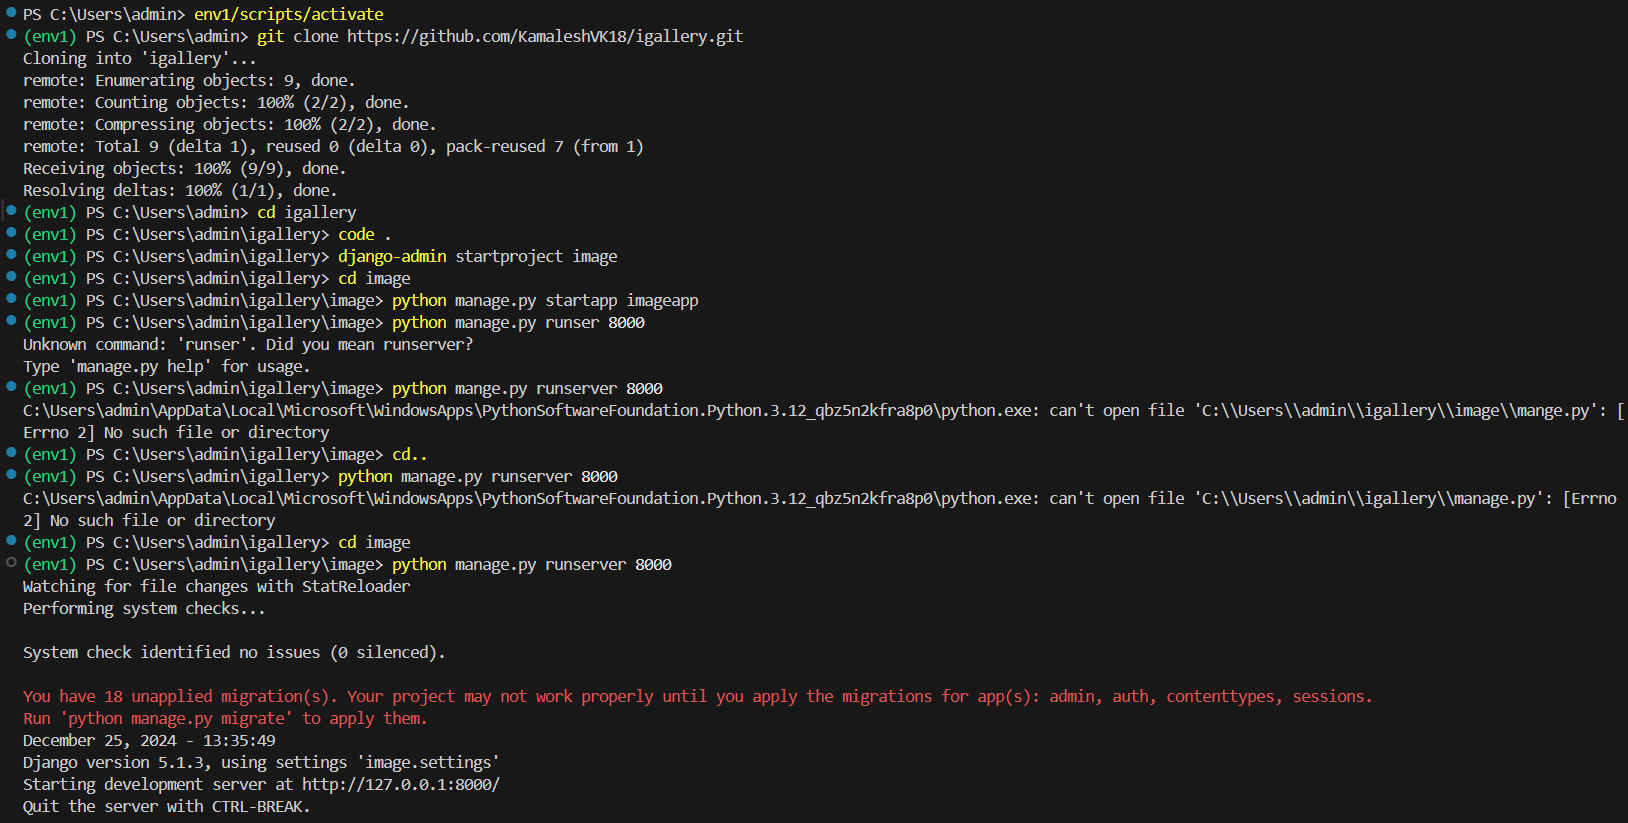 PS C:\Users\admin> env1/scripts/activate
(env1) PS C:\Users\admin> git clone https://github.com/KamaleshVK18/igallery.git
Cloning into 'igallery'...
remote: Enumerating objects: 9, done.
remote: Counting objects: 100% (2/2), done.
remote: Compressing objects: 100% (2/2), done.
remote: Total 9 (delta 1), reused 0 (delta 0), pack-reused 7 (from 1)
Receiving objects: 100% (9/9), done.
Resolving deltas: 100% (1/1), done.
(env1) PS C:\Users\admin> cd igallery
(env1) PS C:\Users\admin\igallery> code .
(env1) PS C:\Users\admin\igallery> django-admin startproject image
(env1) PS C:\Users\admin\igallery> cd image
(env1) PS C:\Users\admin\igallery\image> python manage.py startapp imageapp
(env1) PS C:\Users\admin\igallery\image> python manage.py runser 8000
Unknown command: 'runser'. Did you mean runserver?
Type 'manage.py help' for usage.
(env1) PS C:\Users\admin\igallery\image> python mange.py runserver 8000
C:\Users\admin\AppData\Local\Microsoft\WindowsApps\PythonSoftwareFoundation.Python.3.12_qbz5n2kfra8p0\python.exe: can't open file 'C:\\Users\\admin\\igallery\\image\\mange.py': [
Errno 2] No such file or directory
(env1) PS C:\Users\admin\igallery\image> cd..
(env1) PS C:\Users\admin\igallery> python manage.py runserver 8000
C:\Users\admin\AppData\Local\Microsoft\WindowsApps\PythonSoftwareFoundation.Python.3.12_qbz5n2kfra8p0\python.exe: can't open file 'C:\\Users\\admin\\igallery\\manage.py': [Errno
2] No such file or directory
(env1) PS C:\Users\admin\igallery> cd image
(env1) PS C:\Users\admin\igallery\image> python manage.py runserver 8000
Watching for file changes with StatReloader
Performing system checks...
System check identified no issues (0 silenced).
You have 18 unapplied migration(s). Your project may not work properly until you apply the migrations for app(s): admin, auth, contenttypes, sessions.
Run 'python manage.py migrate' to apply them.
December 25, 2024 - 13:35:49
Django version 5.1.3, using settings 'image.settings'
Starting development server at http://127.0.0.1:8000/
Quit the server with CTRL-BREAK.